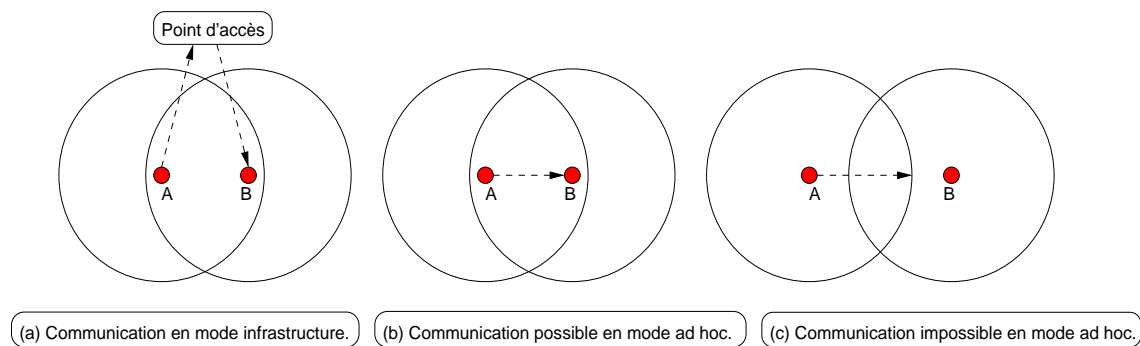 Point d'accès
A
B
A
B
A
B
(a) Communication en mode infrastructure.
(b) Communication possible en mode ad hoc.
(c) Communication impossible en mode ad hoc.